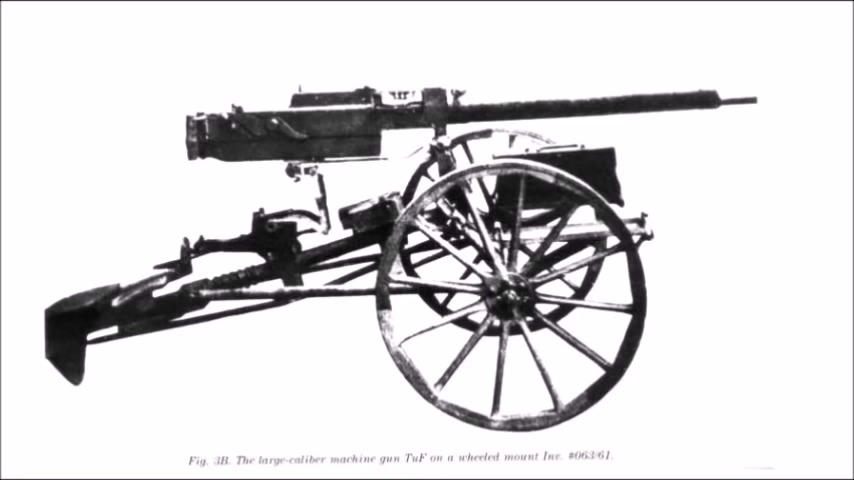 Fig. 3B. The large-caliber machine gun TuF on a wheeled mount Inv. #063/61.